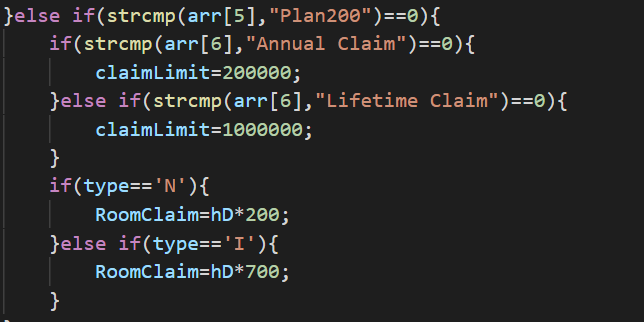 }else if(strcmp(arr[5],"Plan200")==0){
    if(strcmp(arr[6],"Annual Claim")==0){
        claimLimit=200000;
    }else if(strcmp(arr[6],"Lifetime Claim")==0){
        claimLimit=1000000;
    }
    if(type=='N'){
        RoomClaim=hD*200;
    }else if(type=='I'){
        RoomClaim=hD*700;
    }